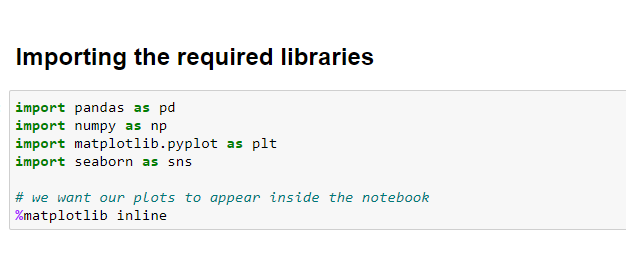 Importing the required libraries
import pandas as pd
import numpy as np
import matplotlib.pyplot as plt
import seaborn as sns
# we want our plots to appear inside the notebook
%matplotlib inline